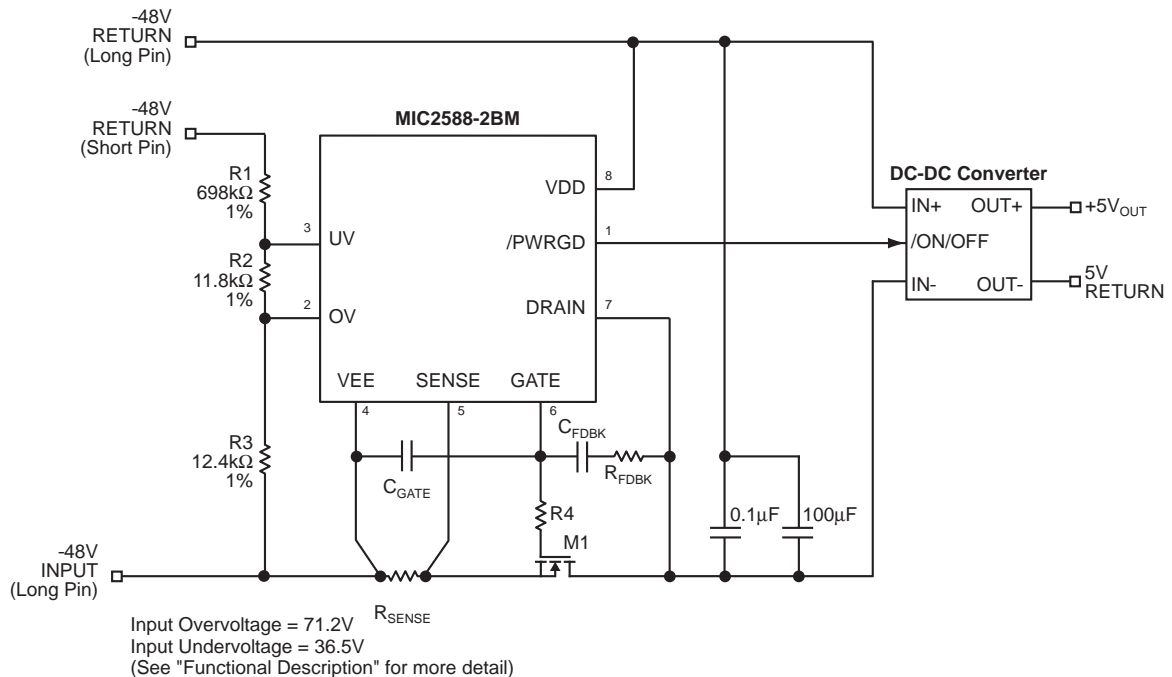 -48V
RETURN
(Long Pin)
-48V
RETURN
(Short Pin)
MIC2588-2BM
R1
698kΩ
1%
8
VDD
DC-DC Converter
IN+ OUT+
+5VOUT
3
UV
/PWRGD
1
/ON/OFF
R2
11.8kΩ
1%
IN- OUT-
5V
RETURN
2
OV
DRAIN
7
VEE SENSE GATE
4 5 6
CFDBK
R3
12.4kΩ
1%
CGATE
RFDBK
R4
0.1µF 100µF
M1
-48V
INPUT
(Long Pin)
RSENSE
Input Overvoltage = 71.2V
Input Undervoltage = 36.5V
(See "Functional Description" for more detail)